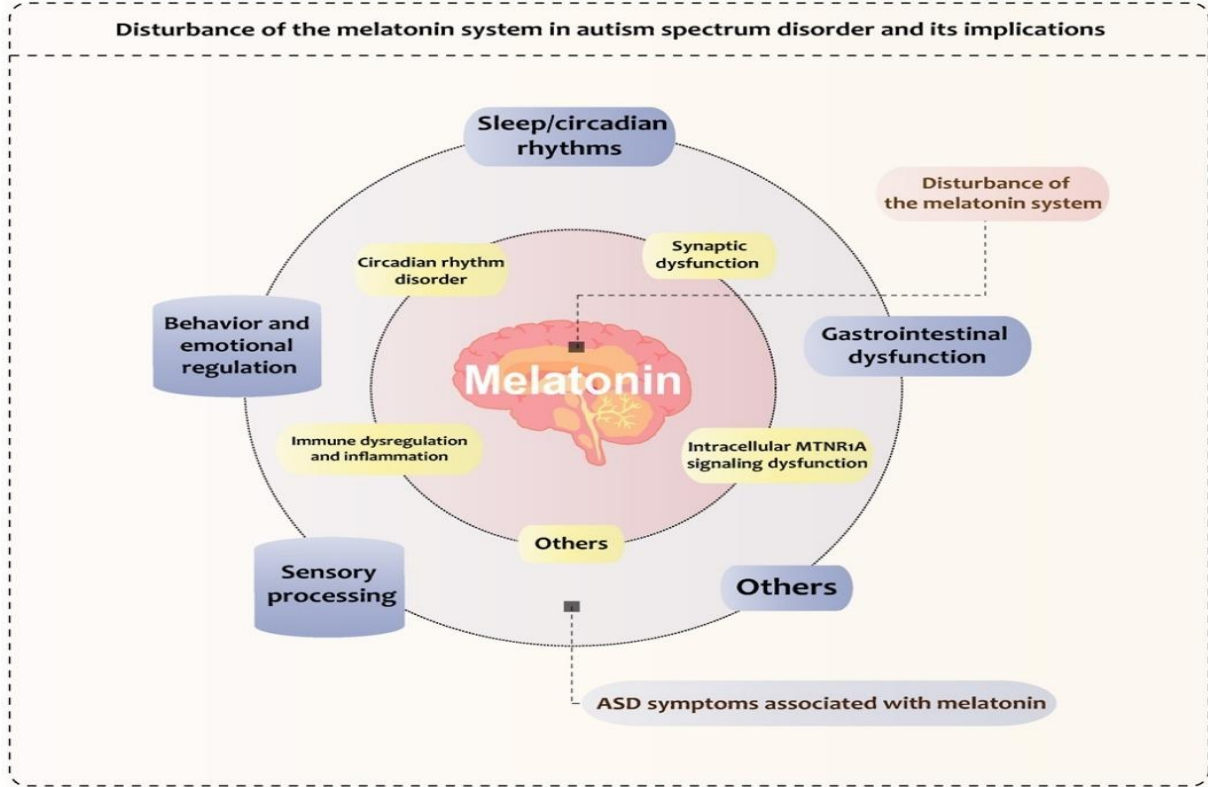 Disturbance of the melatonin system in autism spectrum disorder and its implications
Sleep/circadian
rhythms
Disturbance of
the melatonin system
Synaptic
dysfunction
Circadian rhythm
disorder
Behavior and
emotional
regulation
Gastrointestinal
dysfunction
Melatonin
Immune dysregulation
and inflammation
Intracellular MTNR1A
signaling dysfunction
Others
Sensory
processing
Others
ASD symptoms associated with melatonin